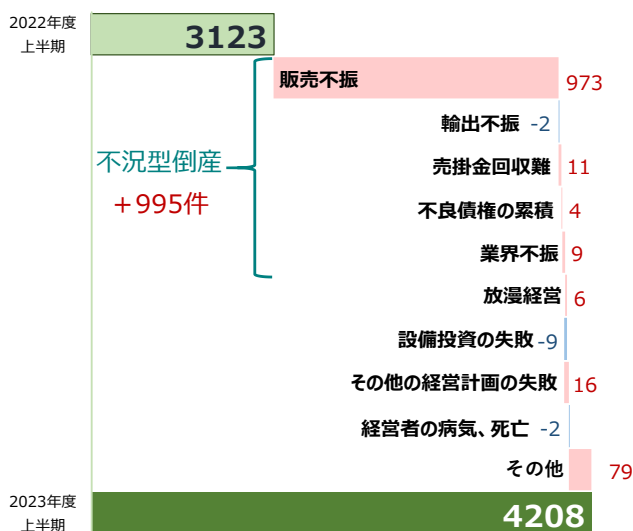 2022年度
上半期
3123
販売不振
973
輸出不振 -2
売掛金回収難 11
不況型倒産
+995件
不良債権の累積 4
業界不振 9
放漫経営 6
設備投資の失敗 -9
その他の経営計画の失敗 16
経営者の病気、死亡 -2
その他 79
2023年度
上半期
4208